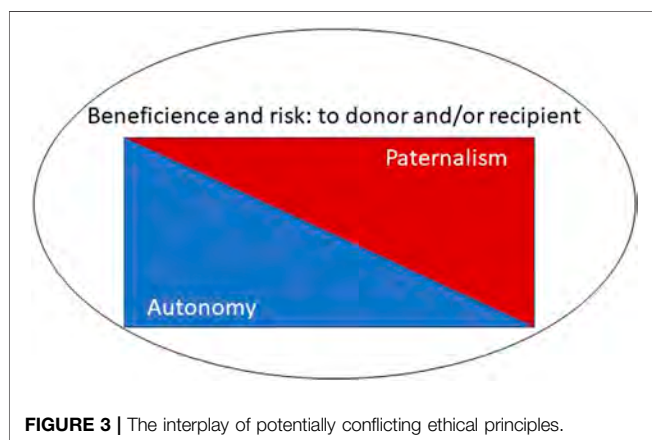 Beneficience and risk: to donor and/or recipient
Paternalism
Autonomy
FIGURE 3 | The interplay of potentially conflicting ethical principles.